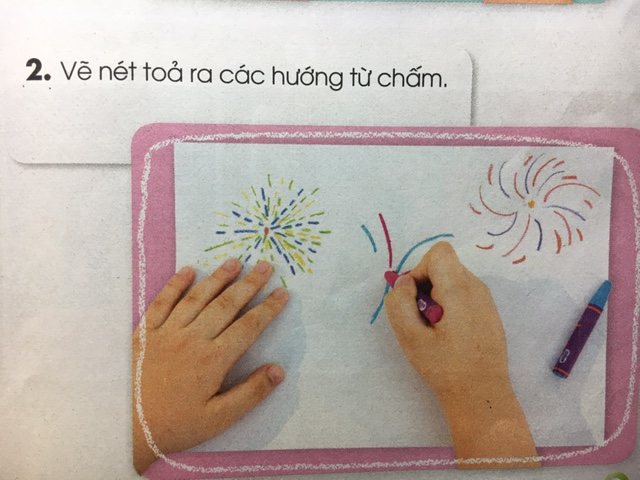 2. Vẽ nét toả ra các hướng từ chấm.